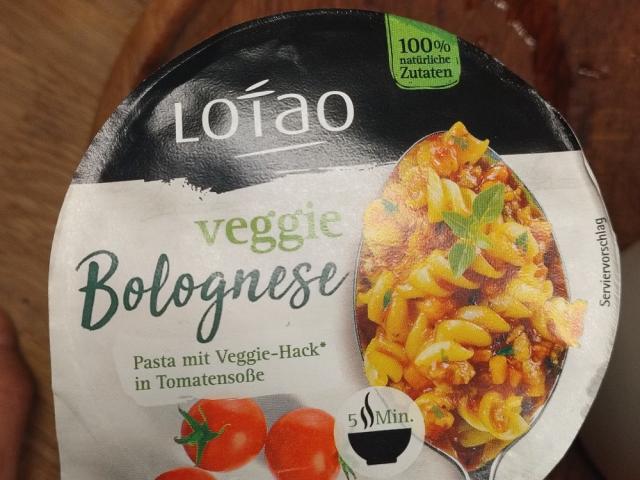 100%
natürliche
Zutaten
LOTAO
veggie
Bolognese
Pasta mit Veggie-Hack*
in Tomatensoße
5 Min.
Serviervorschlag